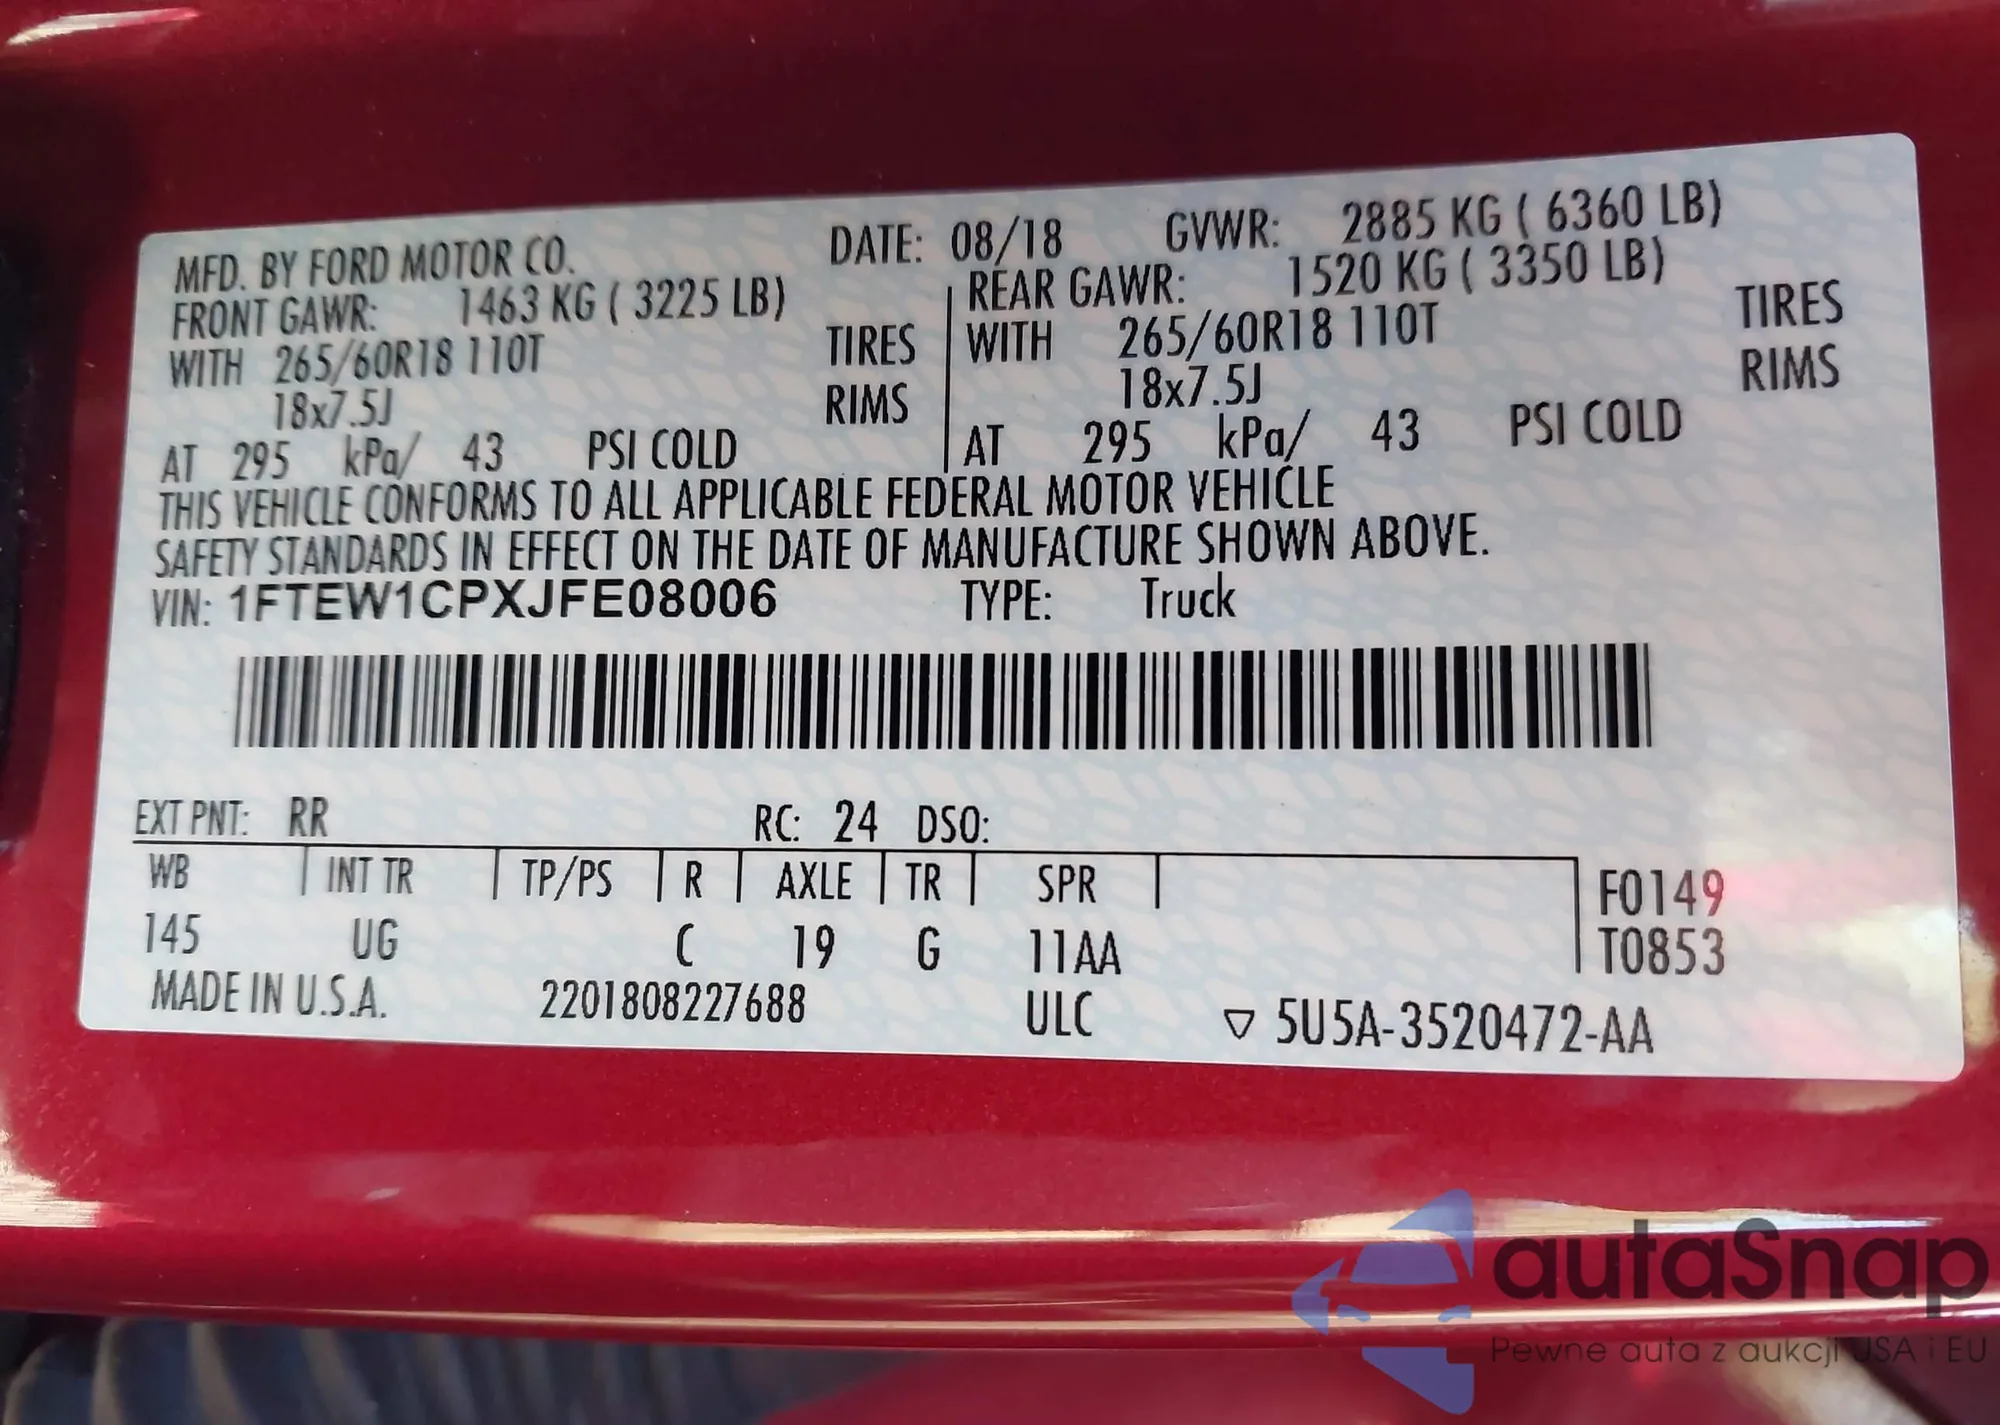 MFD. BY FORD MOTOR CO. DATE: 08/18 GVWR: 2885 KG ( 6360 LB)
FRONT GAWR: 1463 KG ( 3225 LB) REAR GAWR: 1520 KG ( 3350 LB)
WITH 265/60R18 110T TIRES WITH 265/60R18 110T TIRES
18x7.5J RIMS 18x7.5J RIMS
AT 295 kPa/ 43 PSI COLD AT 295 kPa/ 43 PSI COLD
THIS VEHICLE CONFORMS TO ALL APPLICABLE FEDERAL MOTOR VEHICLE
SAFETY STANDARDS IN EFFECT ON THE DATE OF MANUFACTURE SHOWN ABOVE.
VIN: 1FTEW1CPXJFE08006 TYPE: Truck
EXT PNT: RR RC: 24 DSO:
WB INT TR TP/PS R AXLE TR SPR F0149
145 UG C 19 G 11AA T0853
MADE IN U.S.A. 2201808227688 ULC ▽ 5U5A-3520472-AA
autaSnap
Pewne auta z aukcji USA i EU